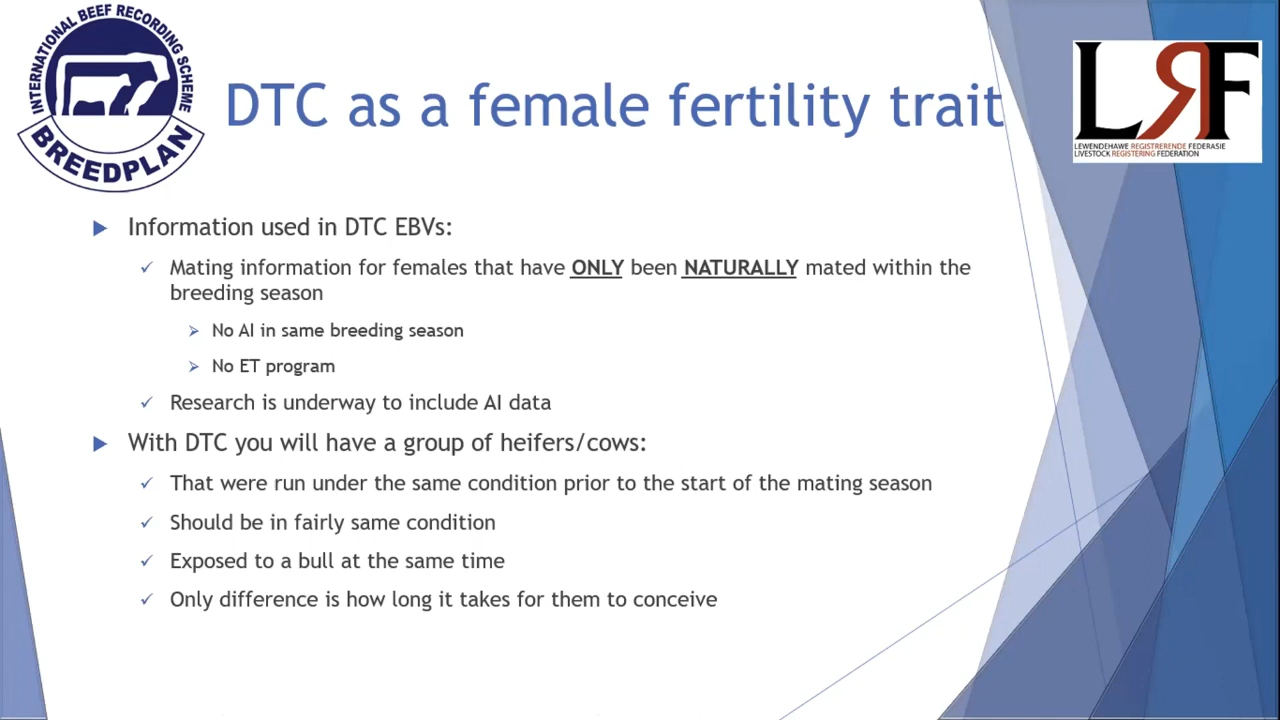 INTERNATIONAL BEEF RECORDING SCHEME
BREEDPLAN
DTC as a female fertility trait
LRF
LEWENDEHAWE REGISTRERENDE FEDERASIE
LIVESTOCK REGISTERING FEDERATION
Information used in DTC EBVs:
Mating information for females that have ONLY been NATURALLY mated within the
breeding season
No AI in same breeding season
No ET program
Research is underway to include AI data
With DTC you will have a group of heifers/cows:
That were run under the same condition prior to the start of the mating season
Should be in fairly same condition
Exposed to a bull at the same time
Only difference is how long it takes for them to conceive